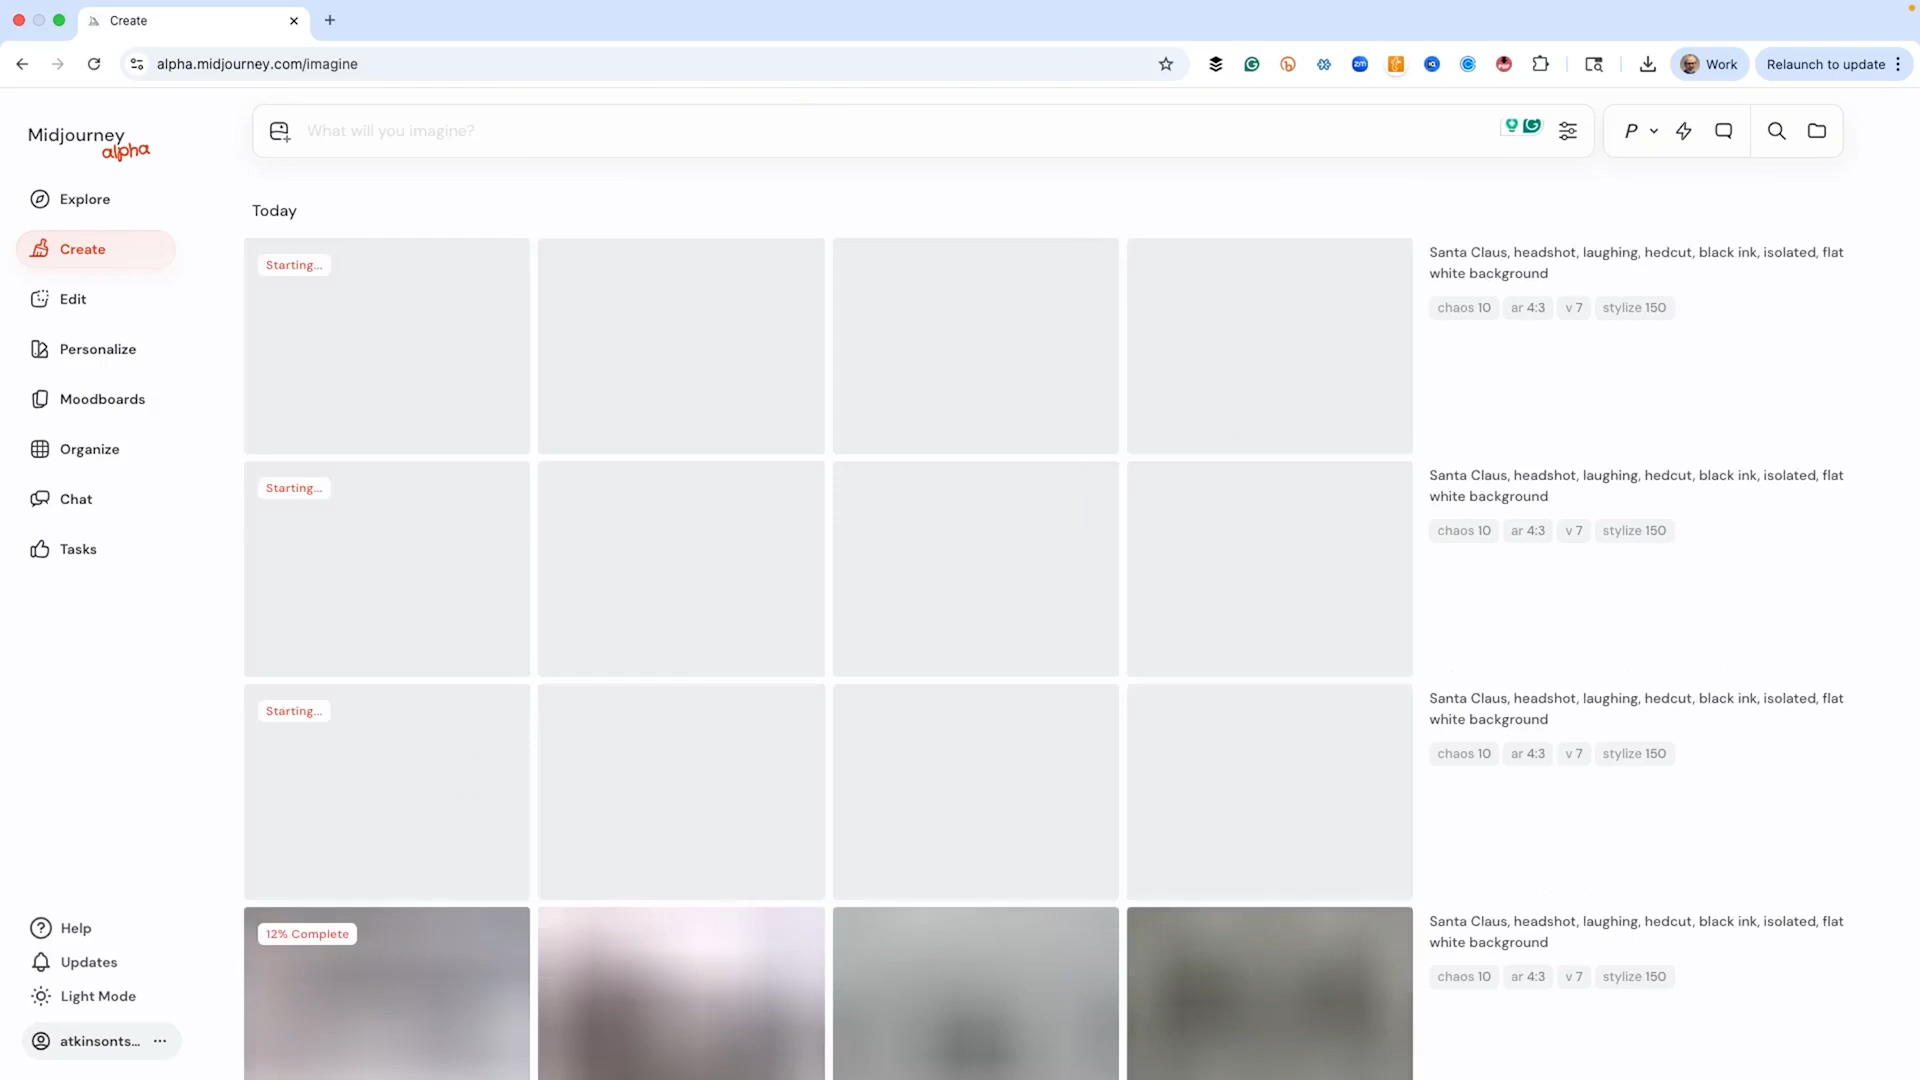 Create
alpha.midjourney.com/imagine
Work
Relaunch to update
Midjourney
alpha
What will you imagine?
Explore
Create
Edit
Personalize
Moodboards
Organize
Chat
Tasks
Help
Updates
Light Mode
atkinsonts...
Today
Starting...
Santa Claus, headshot, laughing, hedcut, black ink, isolated, flat
white background
chaos 10 ar 4:3 v 7 stylize 150
Starting...
Santa Claus, headshot, laughing, hedcut, black ink, isolated, flat
white background
chaos 10 ar 4:3 v 7 stylize 150
Starting...
Santa Claus, headshot, laughing, hedcut, black ink, isolated, flat
white background
chaos 10 ar 4:3 v 7 stylize 150
12% Complete
Santa Claus, headshot, laughing, hedcut, black ink, isolated, flat
white background
chaos 10 ar 4:3 v 7 stylize 150